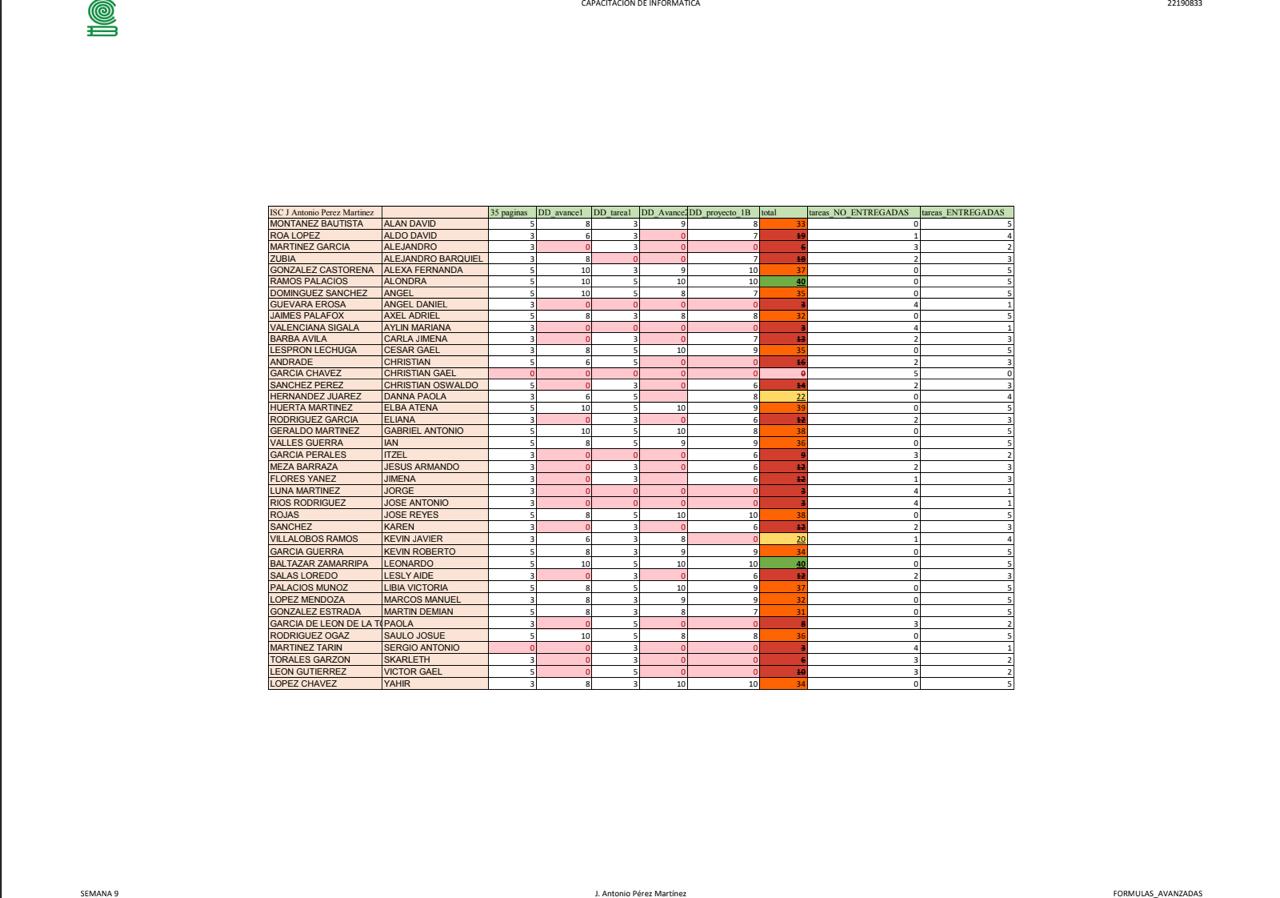 CAPACITACION DE INFORMATICA 22190833
ISC J Antonio Perez Martinez 35 paginas DD_avance1 DD_tarea1 DD_Avance2 DD_proyecto_1B total tareas_NO_ENTREGADAS tareas_ENTREGADAS
MONTANEZ BAUTISTA ALAN DAVID 5 8 3 9 8 33 0 5
ROA LOPEZ ALDO DAVID 3 6 3 0 7 19 1 4
MARTINEZ GARCIA ALEJANDRO 3 0 3 0 0 6 3 2
ZUBIA ALEJANDRO BARQUIEL 3 8 0 0 7 18 2 3
GONZALEZ CASTORENA ALEXA FERNANDA 5 10 3 9 10 37 0 5
RAMOS PALACIOS ALONDRA 5 10 5 10 10 40 0 5
DOMINGUEZ SANCHEZ ANGEL 5 10 5 8 7 35 0 5
GUEVARA EROSA ANGEL DANIEL 3 0 0 0 0 3 4 1
JAIMES PALAFOX AXEL ADRIEL 5 8 3 8 8 32 0 5
VALENCIANA SIGALA AYLIN MARIANA 3 0 0 0 0 3 4 1
BARBA AVILA CARLA JIMENA 3 0 3 0 7 13 2 3
LESPRON LECHUGA CESAR GAEL 3 8 5 10 9 35 0 5
ANDRADE CHRISTIAN 5 6 5 0 0 16 2 3
GARCIA CHAVEZ CHRISTIAN GAEL 0 0 0 0 0 0 5 0
SANCHEZ PEREZ CHRISTIAN OSWALDO 5 0 3 0 6 14 2 3
HERNANDEZ JUAREZ DANNA PAOLA 3 6 5 8 22 0 4
HUERTA MARTINEZ ELBA ATENA 5 10 5 10 9 39 0 5
RODRIGUEZ GARCIA ELIANA 3 0 3 0 6 12 2 3
GERALDO MARTINEZ GABRIEL ANTONIO 5 10 5 10 8 38 0 5
VALLES GUERRA IAN 5 8 5 9 9 36 0 5
GARCIA PERALES ITZEL 3 0 0 0 6 9 3 2
MEZA BARRAZA JESUS ARMANDO 3 0 3 0 6 12 2 3
FLORES YANEZ JIMENA 3 0 3 6 12 1 3
LUNA MARTINEZ JORGE 3 0 0 0 0 3 4 1
RIOS RODRIGUEZ JOSE ANTONIO 3 0 0 0 0 3 4 1
ROJAS JOSE REYES 5 8 5 10 10 38 0 5
SANCHEZ KAREN 3 0 3 0 6 12 2 3
VILLALOBOS RAMOS KEVIN JAVIER 3 6 3 8 0 20 1 4
GARCIA GUERRA KEVIN ROBERTO 5 8 3 9 9 34 0 5
BALTAZAR ZAMARRIPA LEONARDO 5 10 5 10 10 40 0 5
SALAS LOREDO LESLY AIDE 3 0 3 0 6 12 2 3
PALACIOS MUNOZ LIBIA VICTORIA 5 8 5 10 9 37 0 5
LOPEZ MENDOZA MARCOS MANUEL 3 8 3 9 9 32 0 5
GONZALEZ ESTRADA MARTIN DEMIAN 5 8 3 8 7 31 0 5
GARCIA DE LEON DE LA T PAOLA 3 0 5 0 0 8 3 2
RODRIGUEZ OGAZ SAULO JOSUE 5 10 5 8 8 36 0 5
MARTINEZ TARIN SERGIO ANTONIO 0 0 3 0 0 3 4 1
TORALES GARZON SKARLETH 3 0 3 0 0 6 3 2
LEON GUTIERREZ VICTOR GAEL 5 0 5 0 0 10 3 2
LOPEZ CHAVEZ YAHIR 3 8 3 10 10 34 0 5
SEMANA 9 J. Antonio Pérez Martínez FORMULAS_AVANZADAS